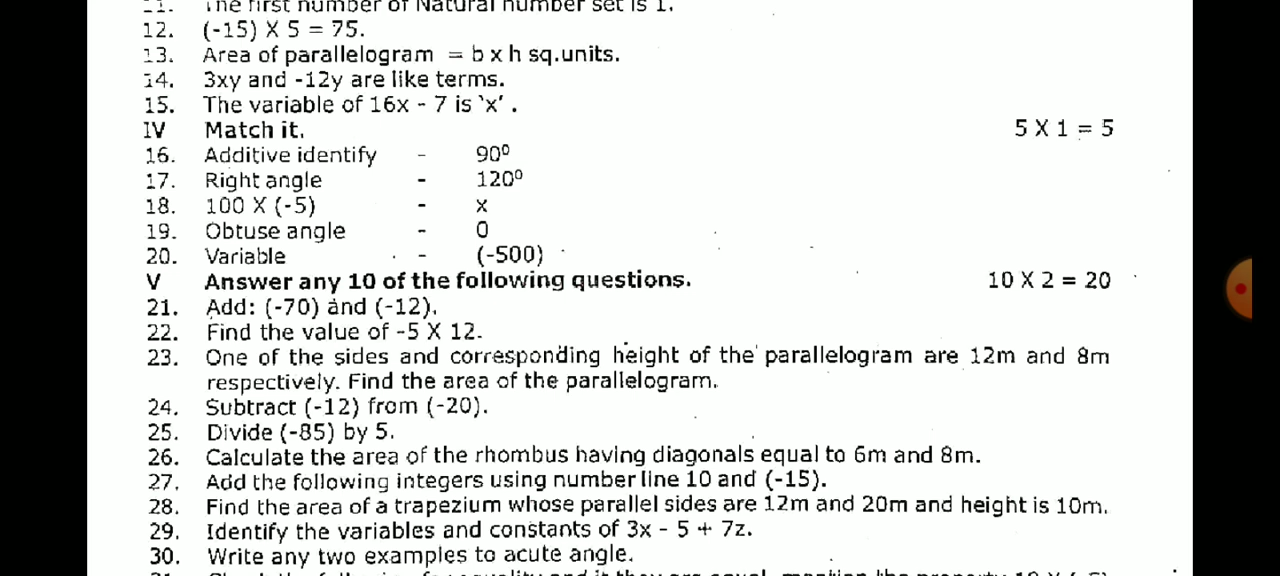 11. The first number of Natural number set is 1.
12. (-15) X 5 = 75.
13. Area of parallelogram = b x h sq.units.
14. 3xy and -12y are like terms.
15. The variable of 16x - 7 is ‘x’ .
IV Match it. 5 X 1 = 5
16. Additive identify - 90⁰
17. Right angle - 120⁰
18. 100 X (-5) - x
19. Obtuse angle - 0
20. Variable - (-500)
V Answer any 10 of the following questions. 10 X 2 = 20
21. Add: (-70) and (-12).
22. Find the value of -5 X 12.
23. One of the sides and corresponding height of the parallelogram are 12m and 8m
respectively. Find the area of the parallelogram.
24. Subtract (-12) from (-20).
25. Divide (-85) by 5.
26. Calculate the area of the rhombus having diagonals equal to 6m and 8m.
27. Add the following integers using number line 10 and (-15).
28. Find the area of a trapezium whose parallel sides are 12m and 20m and height is 10m.
29. Identify the variables and constants of 3x - 5 + 7z.
30. Write any two examples to acute angle.